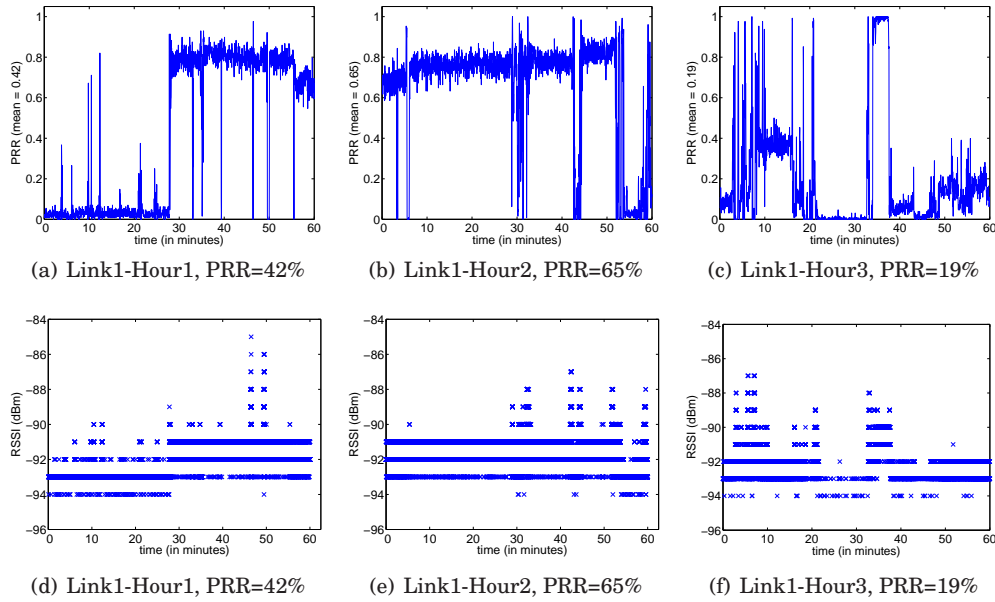 1
0.8
0.6
0.4
0.2
0
PRR (mean = 0.42)
0 10 20 30 40 50 60
time (in minutes)
(a) Link1-Hour1, PRR=42%
1
0.8
0.6
0.4
0.2
0
PRR (mean = 0.65)
0 10 20 30 40 50 60
time (in minutes)
(b) Link1-Hour2, PRR=65%
1
0.8
0.6
0.4
0.2
0
PRR (mean = 0.19)
0 10 20 30 40 50 60
time (in minutes)
(c) Link1-Hour3, PRR=19%
−84
−86
−88
−90
−92
−94
−96
RSSI (dBm)
0 10 20 30 40 50 60
time (in minutes)
(d) Link1-Hour1, PRR=42%
−84
−86
−88
−90
−92
−94
−96
RSSI (dBm)
0 10 20 30 40 50 60
time (in minutes)
(e) Link1-Hour2, PRR=65%
−84
−86
−88
−90
−92
−94
−96
RSSI (dBm)
0 10 20 30 40 50 60
time (in minutes)
(f) Link1-Hour3, PRR=19%